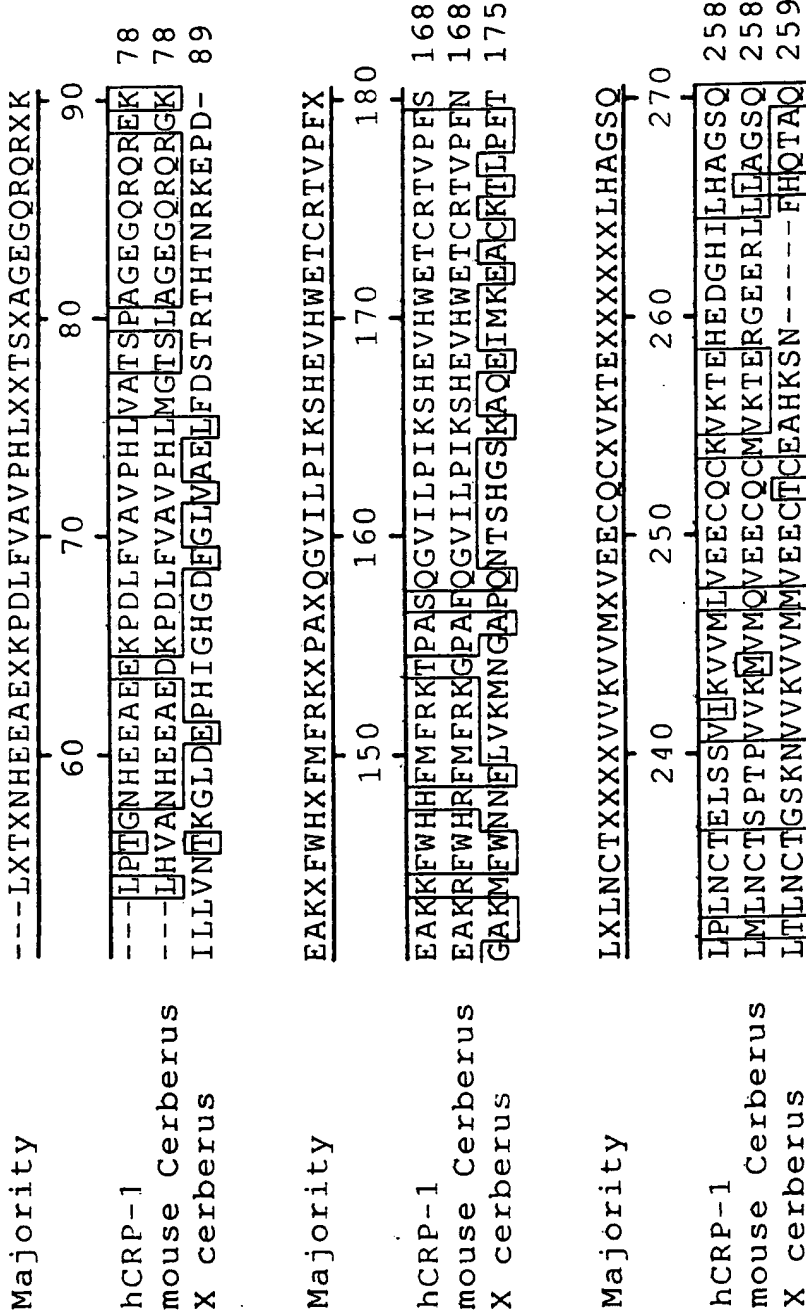 Majority ---LXTXNHEEAEXKPDLFVAVPHLXXTSXAGEGQRQRXK
60 70 80 90
hCRP-1 ---LPTGNHEEAEEKPDLFVAVPHLVATSPAGEGQRQREK 78
mouse Cerberus ---LHVANHEEAEDKPDLFVAVPHLMGTSLAGEGQRQRGK 78
X cerberus ILLVNTKGLDEPHIGHGDFGLVAELFDSTRTHTNRKEPD- 89
Majority EAKXFWHXFMFRKXPAXQGVILPIKSHEVHWETCRTVPFX
150 160 170 180
hCRP-1 EAKKFWHHFMFRKTPASQGVILPIKSHEVHWETCRTVPFS 168
mouse Cerberus EAKRFWHRFMFRKGPAFQGVILPIKSHEVHWETCRTVPFN 168
X cerberus GAKMFWNNFLVKMNGAPQNTSHGSKAQEIMKEACKTLPFT 175
Majority LXLNCTXXXXVVKVVMXVEECQCXVKTEXXXXXXLHAGSQ
240 250 260 270
hCRP-1 LPLNCTELSSVIKVVMLVEECQCKVKTEHEDGHILHAGSQ 258
mouse Cerberus LMLNCTSPTPVVKMVMQVEECQCMVKTERGEERLLLAGSQ 258
X cerberus LTLNCTGSKNVVKVVMMVEECTCEAHKSN-----FHQTAQ 259